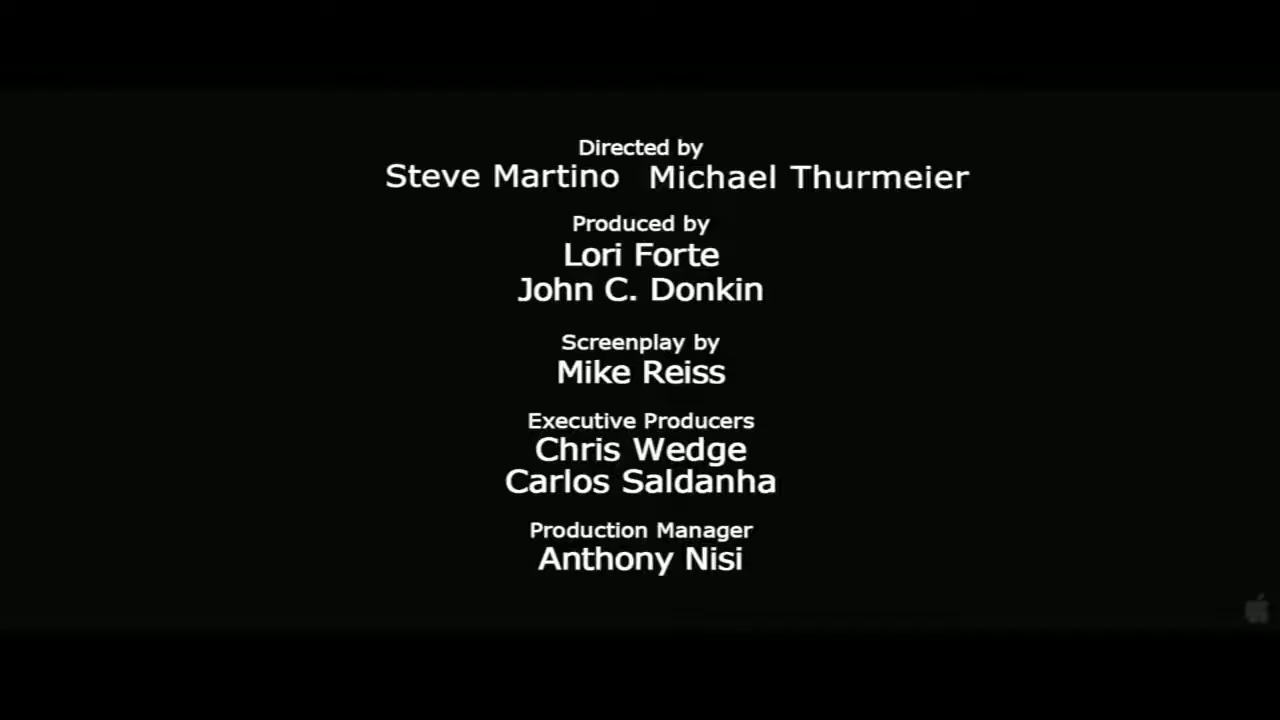 Directed by
Steve Martino Michael Thurmeier
Produced by
Lori Forte
John C. Donkin
Screenplay by
Mike Reiss
Executive Producers
Chris Wedge
Carlos Saldanha
Production Manager
Anthony Nisi